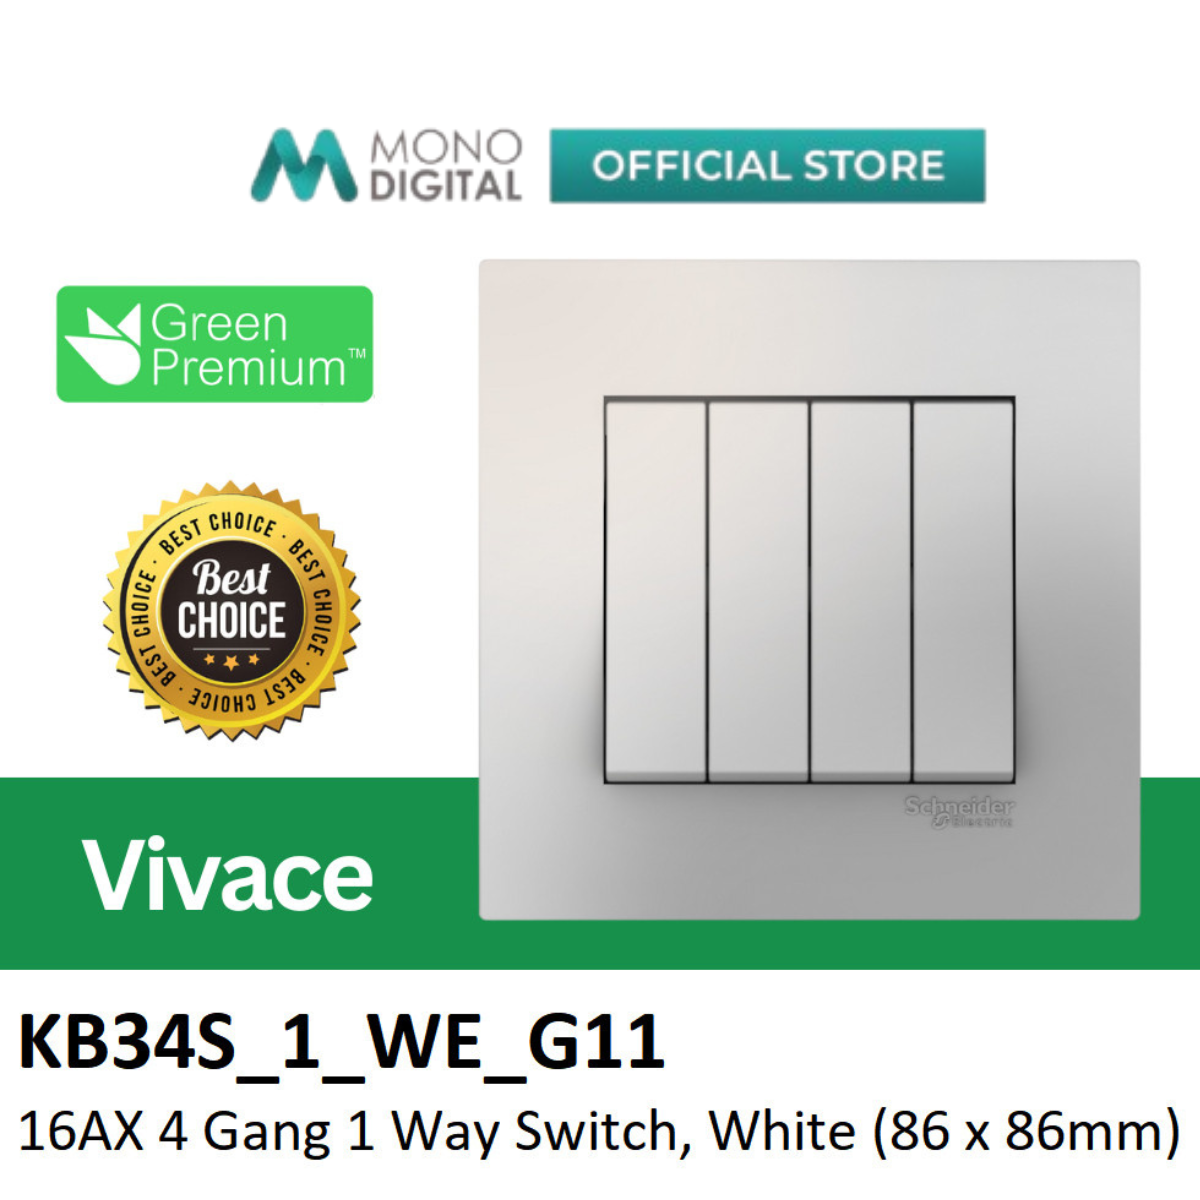 MONO
DIGITAL
OFFICIAL STORE
Green
Premium™
BEST CHOICE · BEST CHOICE · BEST CHOICE · BEST CHOICE ·
Best
CHOICE
Schneider
Electric
Vivace
KB34S_1_WE_G11
16AX 4 Gang 1 Way Switch, White (86 x 86mm)